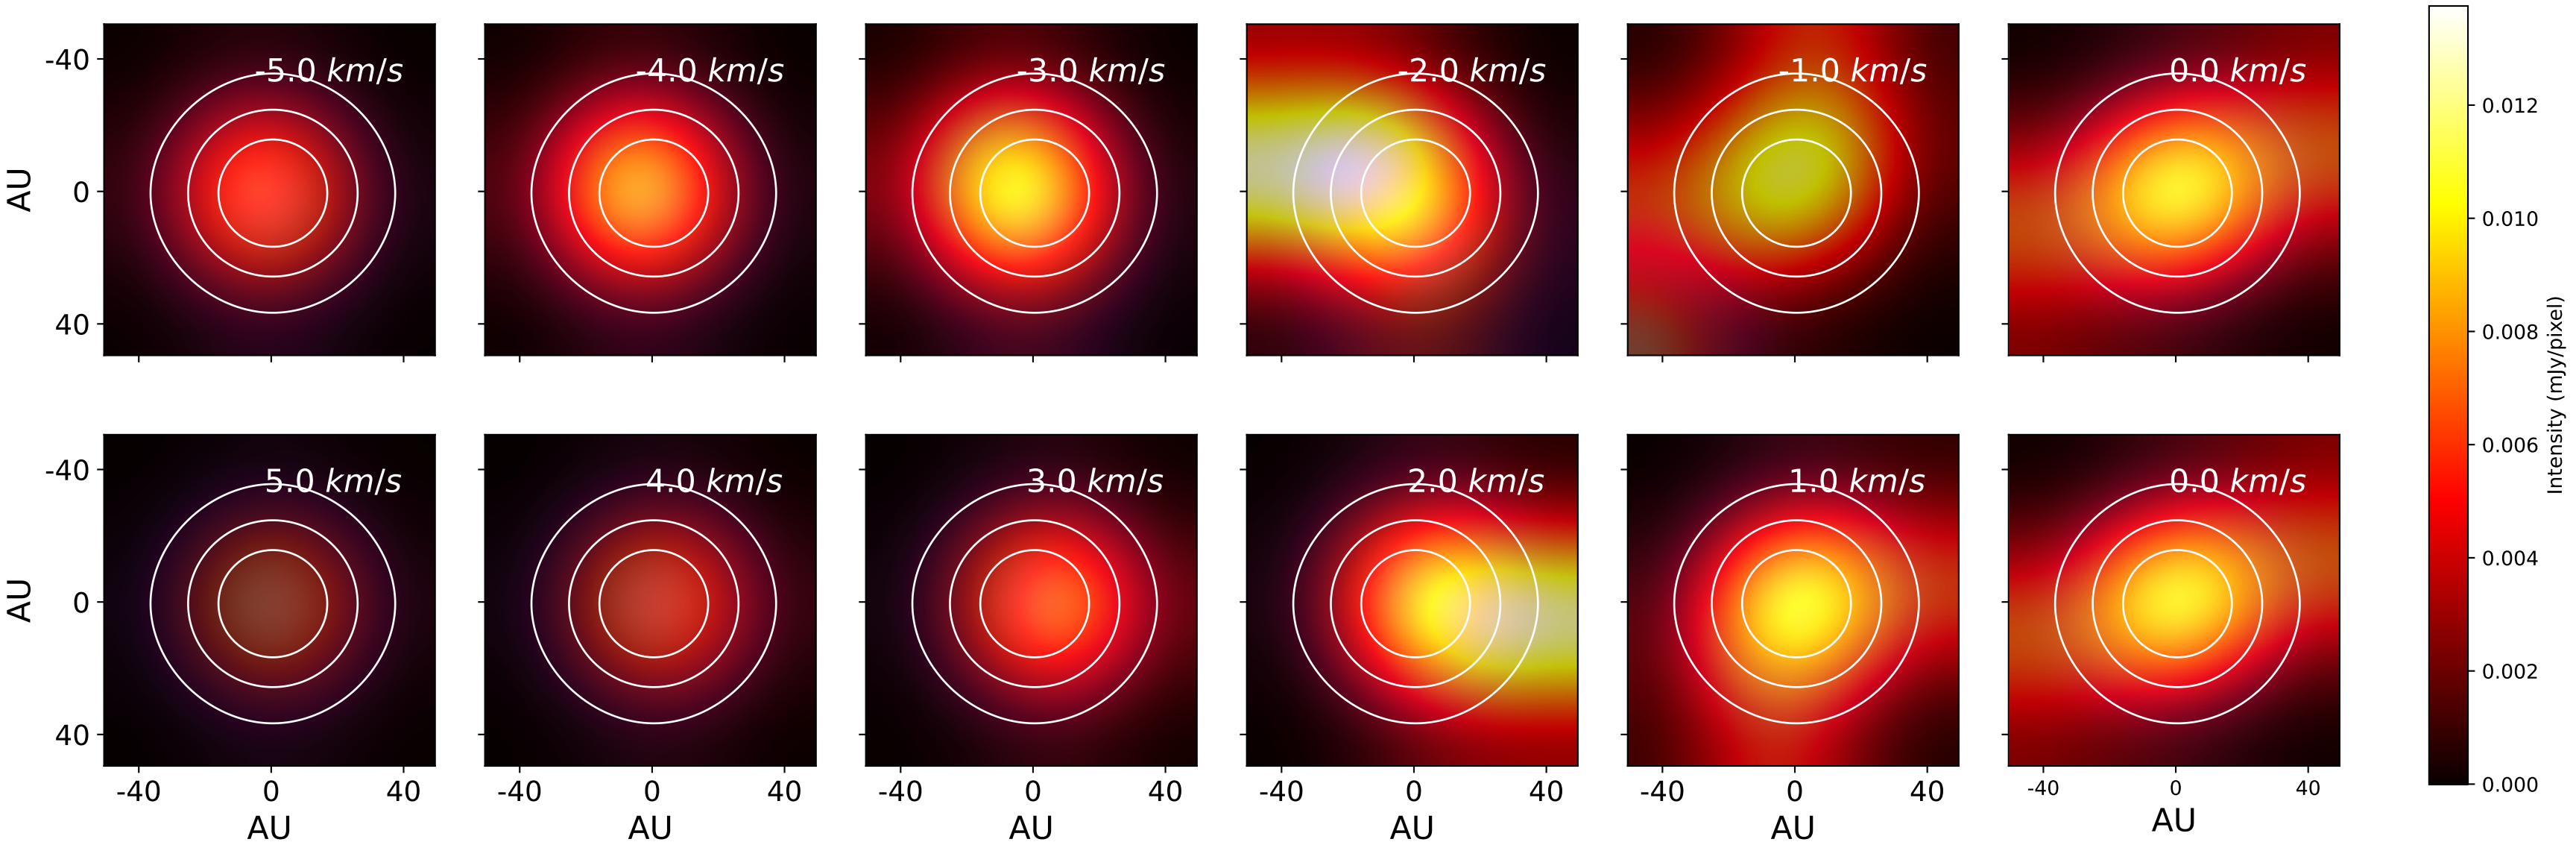 -5.0 km/s
-4.0 km/s
-3.0 km/s
-2.0 km/s
-1.0 km/s
0.0 km/s
-40
0
40
AU
5.0 km/s
4.0 km/s
3.0 km/s
2.0 km/s
1.0 km/s
0.0 km/s
-40
0
40
AU
-40 0 40
-40 0 40
-40 0 40
-40 0 40
-40 0 40
-40 0 40
AU
AU
AU
AU
AU
AU
0.012
0.010
0.008
0.006
0.004
0.002
0.000
Intensity (mJy/pixel)